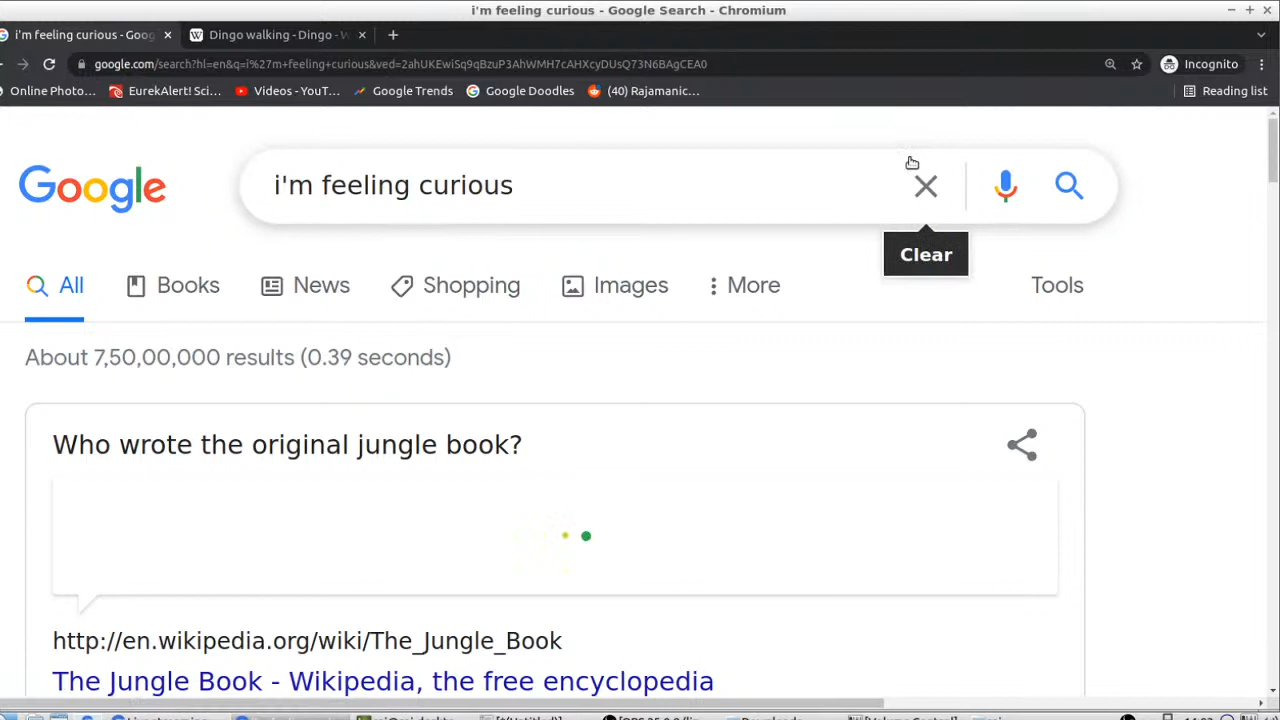 i'm feeling curious - Google Search - Chromium
i'm feeling curious - Goog
Dingo walking - Dingo - W
google.com/search?hl=en&q=i%27m+feeling+curious&ved=2ahUKEwiSq9qBzuP3AhWMH7cAHXcyDUsQ73N6BAgCEA0
Incognito
Online Photo... EurekAlert! Sci... Videos - YouT... Google Trends Google Doodles (40) Rajamanic... Reading list
Google
i'm feeling curious
Clear
All Books News Shopping Images More Tools
About 7,50,00,000 results (0.39 seconds)
Who wrote the original jungle book?
http://en.wikipedia.org/wiki/The_Jungle_Book
The Jungle Book - Wikipedia, the free encyclopedia